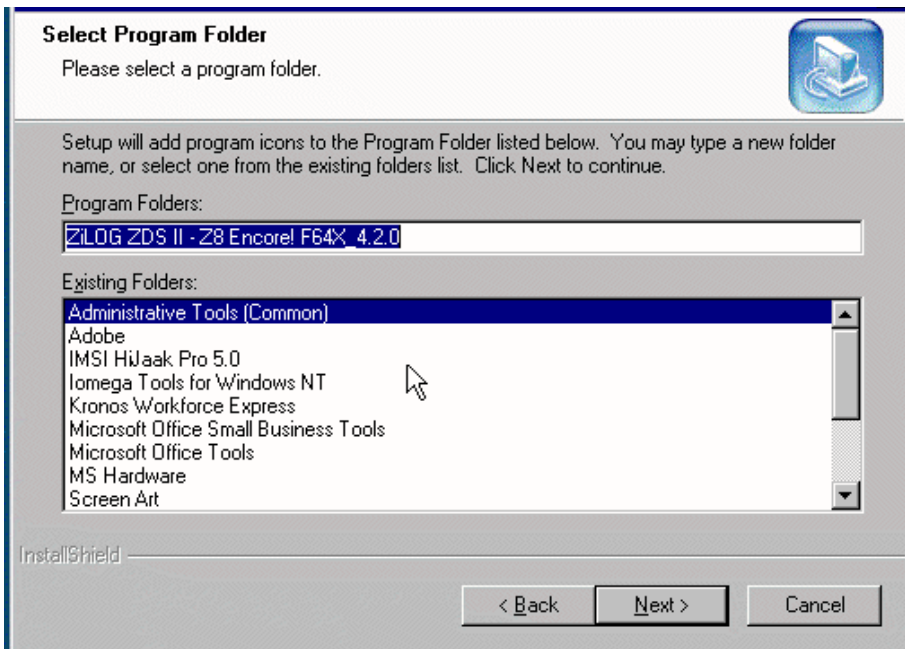 Select Program Folder
Please select a program folder.
Setup will add program icons to the Program Folder listed below. You may type a new folder
name, or select one from the existing folders list. Click Next to continue.
Program Folders:
ZiLOG ZDS II - Z8 Encore! F64X_4.2.0
Existing Folders:
Administrative Tools (Common)
Adobe
IMSI HiJaak Pro 5.0
Iomega Tools for Windows NT
Kronos Workforce Express
Microsoft Office Small Business Tools
Microsoft Office Tools
MS Hardware
Screen Art
InstallShield
< Back Next > Cancel